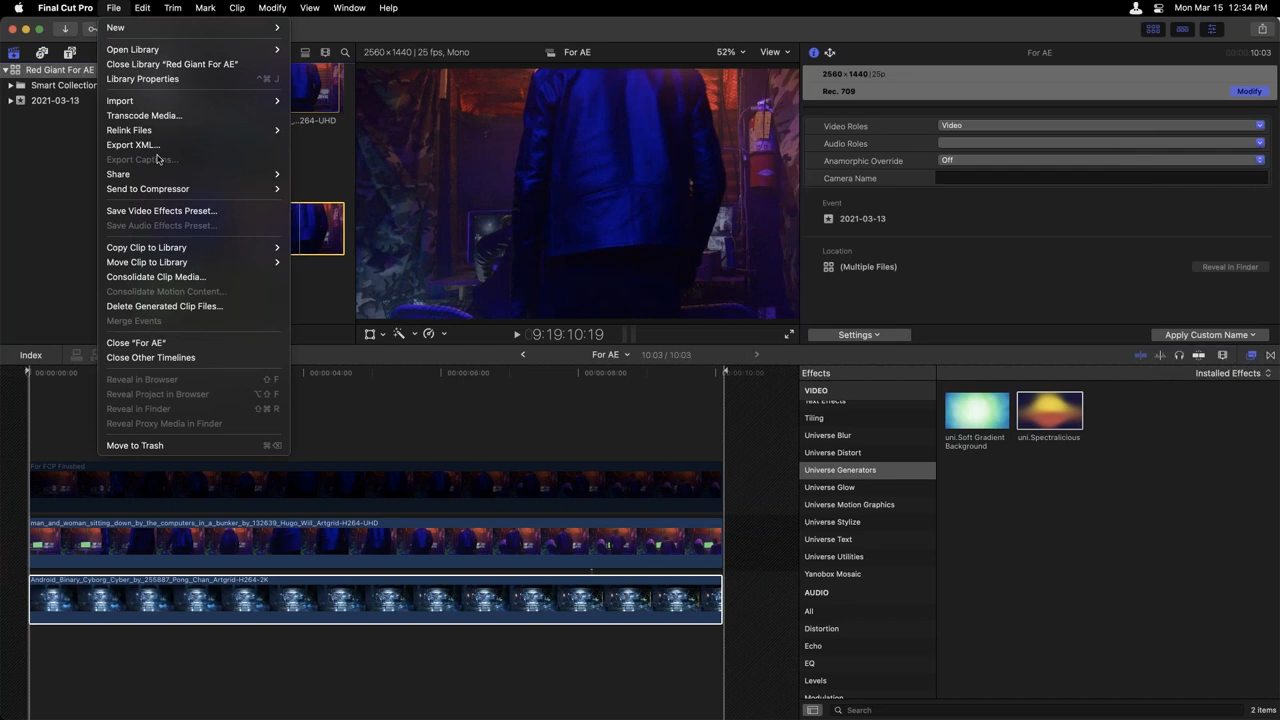 Final Cut Pro File Edit Trim Mark Clip Modify View Window Help Mon Mar 15 12:34 PM
New
Open Library
Close Library “Red Giant For AE”
Library Properties ⌃⌘ J
Import
Transcode Media...
Relink Files
Export XML...
Export Captions...
Share
Send to Compressor
Save Video Effects Preset...
Save Audio Effects Preset...
Copy Clip to Library
Move Clip to Library
Consolidate Clip Media...
Consolidate Motion Content...
Delete Generated Clip Files...
Merge Events
Close “For AE”
Close Other Timelines
Reveal in Browser ⇧ F
Reveal Project in Browser ⌥⇧ F
Reveal in Finder ⇧⌘ R
Reveal Proxy Media in Finder
Move to Trash ⌘⌫
Red Giant For AE
Smart Collection
2021-03-13
..264-UHD
2560×1440 | 25 fps, Mono
For AE
52%
View
09:19:10:19
For AE
00:00:10:03
2560×1440 | 25p
Rec. 709
Modify
Video Roles Video
Audio Roles
Anamorphic Override Off
Camera Name
Event
2021-03-13
Location
(Multiple Files)
Reveal In Finder
Settings
Apply Custom Name
Index
For AE
10:03 / 10:03
00:00:00:00 00:00:04:00 00:00:06:00 00:00:08:00 00:00:10:00
For FCP Finished
man_and_woman_sitting_down_by_the_computers_in_a_bunker_by_132639_Hugo_Will_Artgrid-H264-UHD
Android_Binary_Cyborg_Cyber_by_255887_Pong_Chan_Artgrid-H264-2K
Effects
Installed Effects
VIDEO
Text Effects
Tiling
Universe Blur
Universe Distort
Universe Generators
Universe Glow
Universe Motion Graphics
Universe Stylize
Universe Text
Universe Utilities
Yanobox Mosaic
AUDIO
All
Distortion
Echo
EQ
Levels
Modulation
uni.Soft Gradient
Background
uni.Spectralicious
Search
2 items